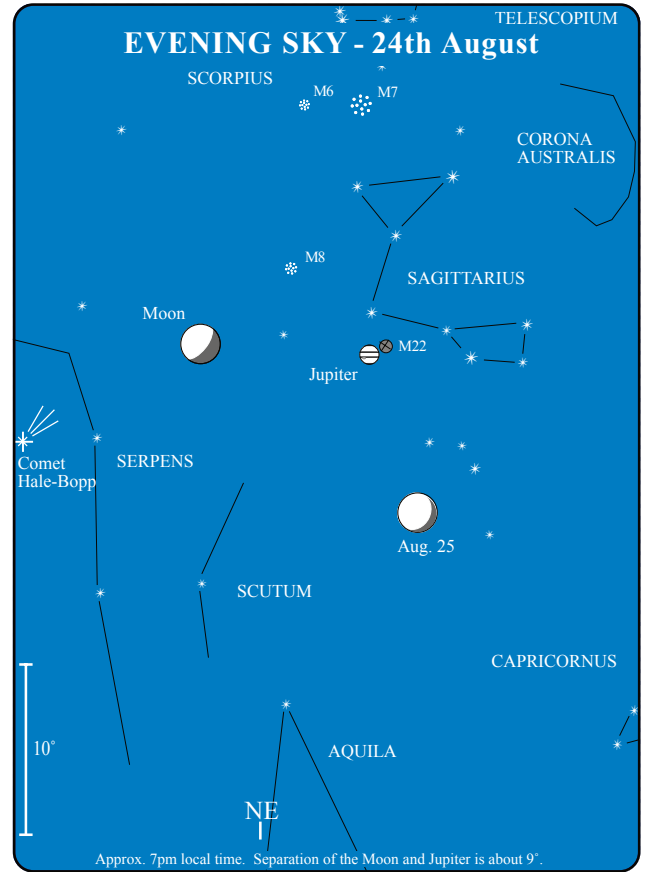 TELESCOPIUM
EVENING SKY - 24th August
SCORPIUS
M6
M7
CORONA
AUSTRALIS
M8
SAGITTARIUS
Moon
M22
Jupiter
Comet
Hale-Bopp
SERPENS
Aug. 25
SCUTUM
CAPRICORNUS
10°
AQUILA
NE
Approx. 7pm local time. Separation of the Moon and Jupiter is about 9°.